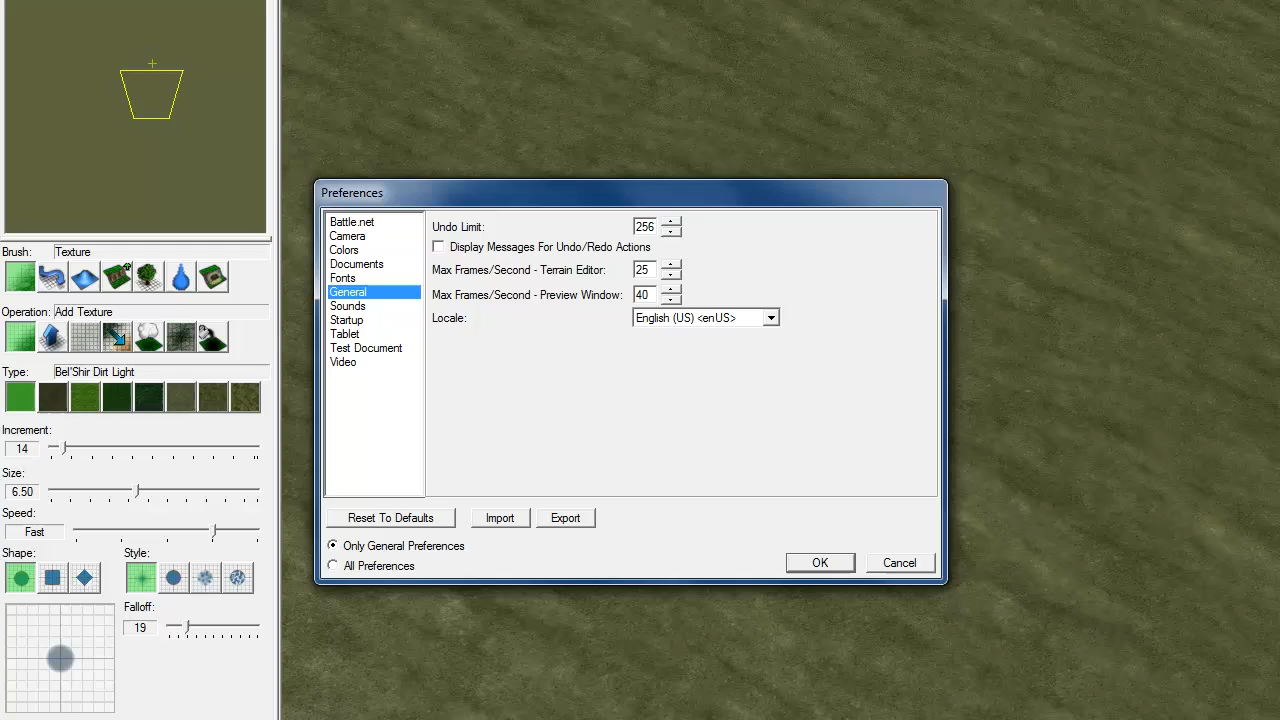 Brush: Texture
Operation: Add Texture
Type: Bel'Shir Dirt Light
Increment:
14
Size:
6.50
Speed:
Fast
Shape: Style:
Falloff:
19
Preferences
Battle.net
Camera
Colors
Documents
Fonts
General
Sounds
Startup
Tablet
Test Document
Video
Undo Limit: 256
Display Messages For Undo/Redo Actions
Max Frames/Second - Terrain Editor: 25
Max Frames/Second - Preview Window: 40
Locale: English (US) <enUS>
Reset To Defaults Import Export
Only General Preferences
All Preferences
OK Cancel